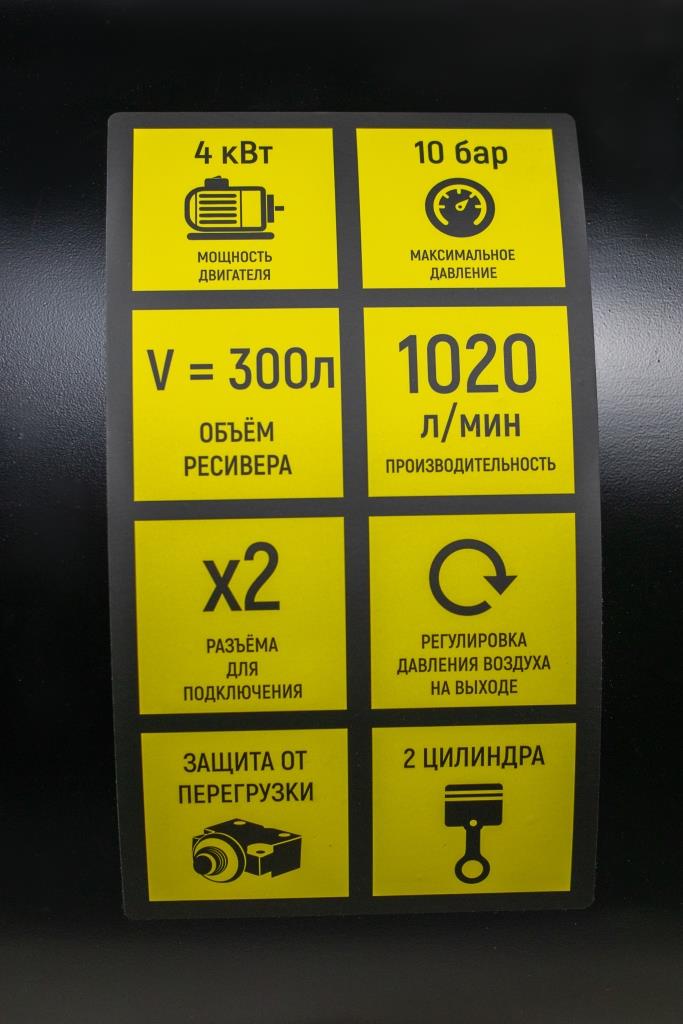 4 кВт
МОЩНОСТЬ
ДВИГАТЕЛЯ
10 бар
МАКСИМАЛЬНОЕ
ДАВЛЕНИЕ
V = 300л
ОБЪЁМ
РЕСИВЕРА
1020
л/мин
ПРОИЗВОДИТЕЛЬНОСТЬ
x2
РАЗЪЁМА
ДЛЯ
ПОДКЛЮЧЕНИЯ
РЕГУЛИРОВКА
ДАВЛЕНИЯ ВОЗДУХА
НА ВЫХОДЕ
ЗАЩИТА ОТ
ПЕРЕГРУЗКИ
2 ЦИЛИНДРА